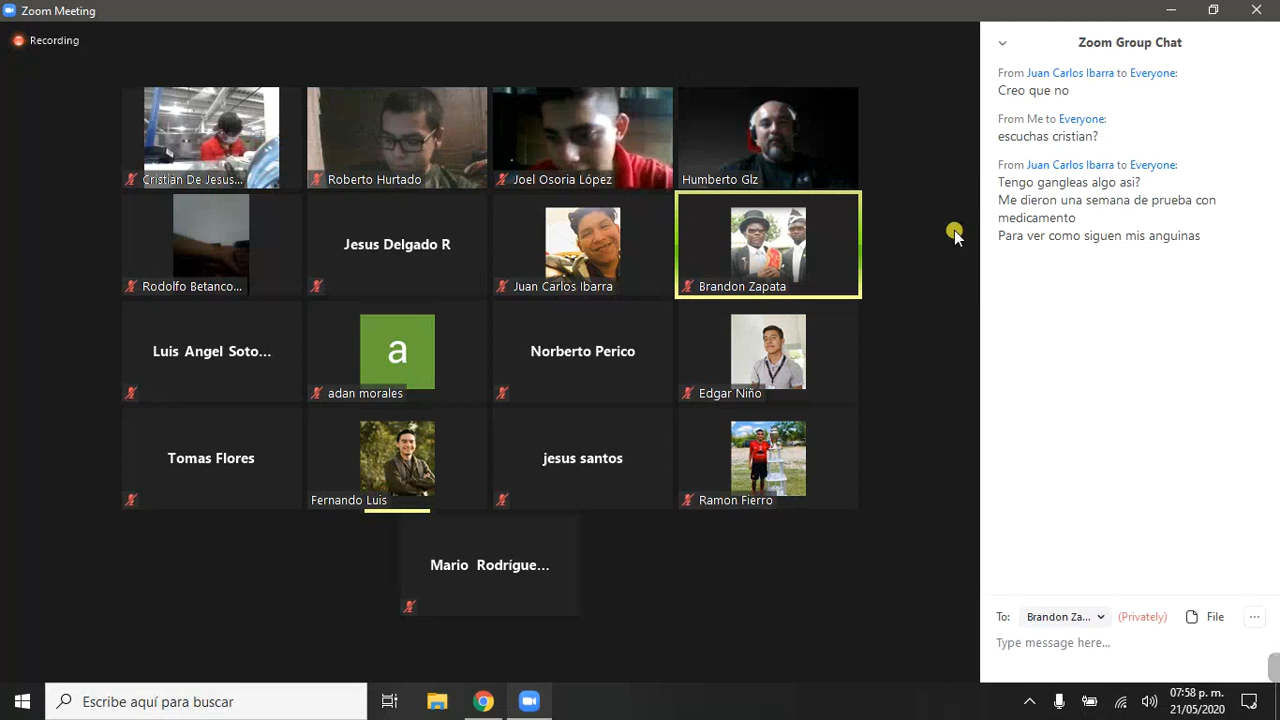 Zoom Meeting
Recording
Cristian De Jesus...
Roberto Hurtado
Joel Osoria López
Humberto Glz
Rodolfo Betanco...
Jesus Delgado R
Juan Carlos Ibarra
Brandon Zapata
Luis Angel Soto...
a
adan morales
Norberto Perico
Edgar Niño
Tomas Flores
Fernando Luis
jesus santos
Ramon Fierro
Mario Rodrígue...
Zoom Group Chat
From Juan Carlos Ibarra to Everyone:
Creo que no
From Me to Everyone:
escuchas cristian?
From Juan Carlos Ibarra to Everyone:
Tengo gangleas algo asi?
Me dieron una semana de prueba con
medicamento
Para ver como siguen mis anguinas
To: Brandon Za... (Privately) File ...
Type message here...
Escribe aquí para buscar
07:58 p. m.
21/05/2020